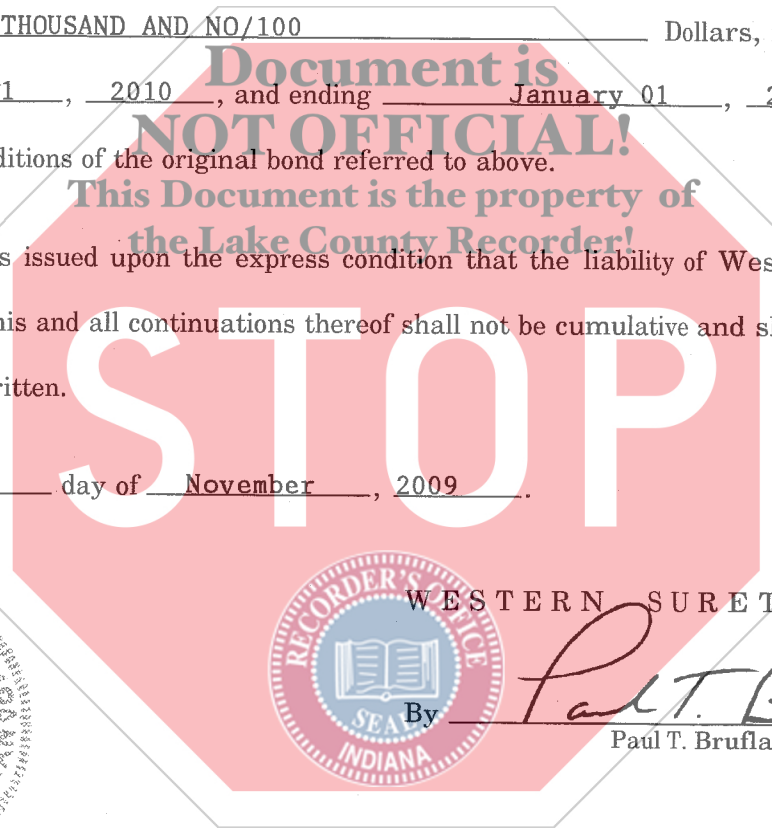 THOUSAND AND NO/100 Dollars,
Document is
1, 2010, and ending January 01, 2
NOT OFFICIAL!
ditions of the original bond referred to above.
This Document is the property of
the Lake County Recorder!
s issued upon the express condition that the liability of Wes
his and all continuations thereof shall not be cumulative and s
ritten.
STOP
day of November, 2009.
RECORDER'S OFFICE
WESTERN SURET
SEAL
By Paul T. B
INDIANA
Paul T. Brufla